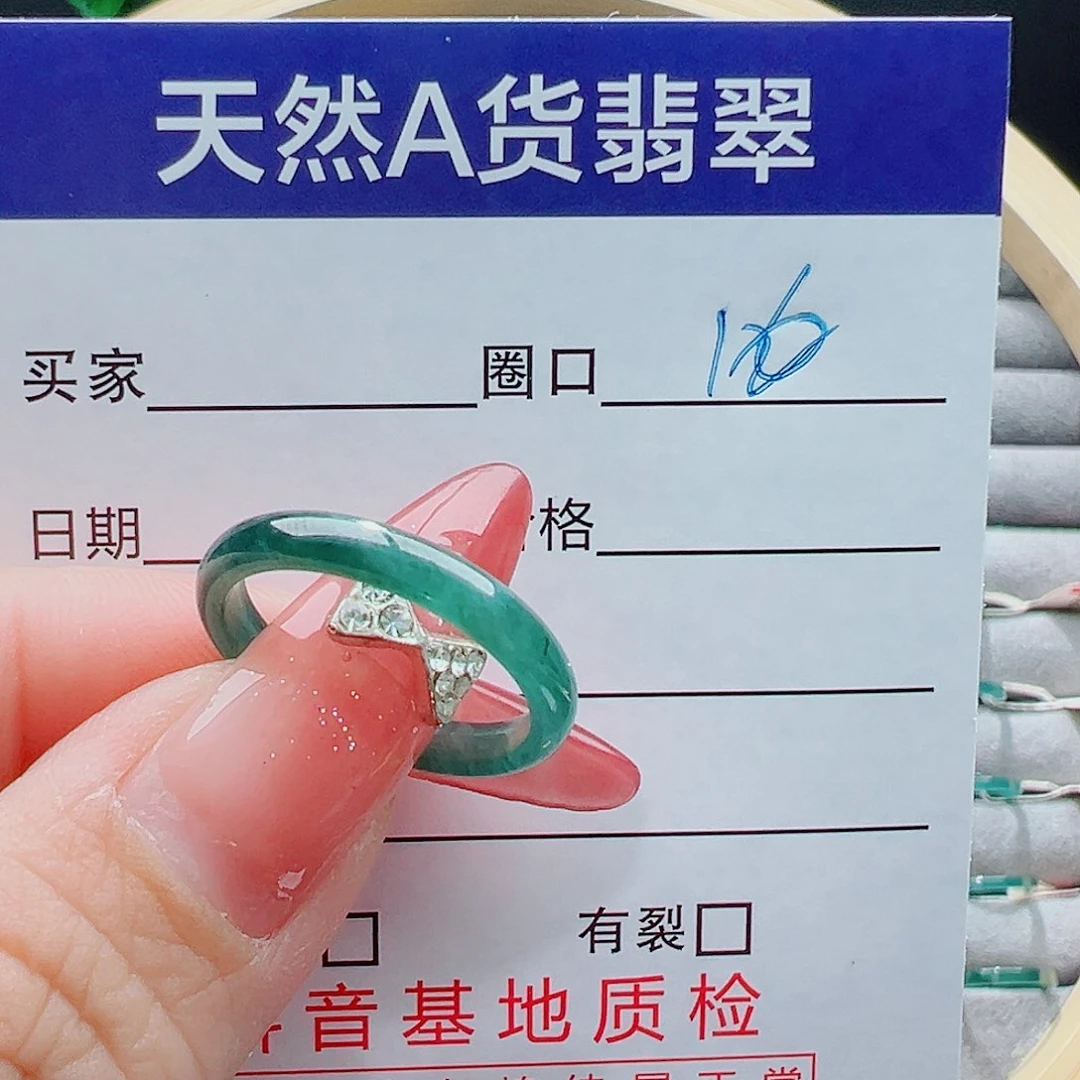 天然A货翡翠
买家 圈口 16
日期 格
有裂
音基地质检